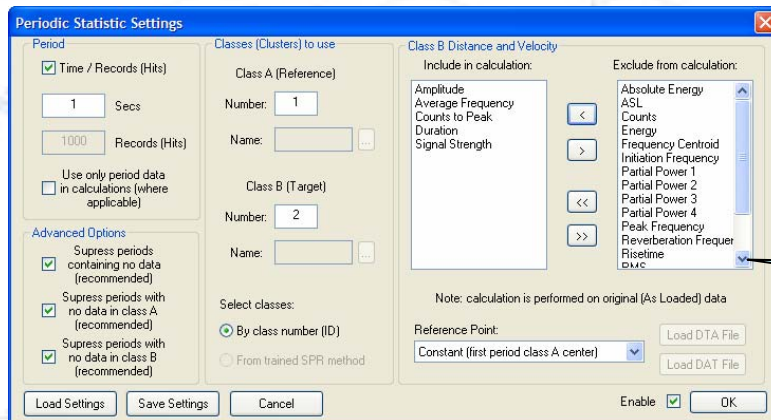 Periodic Statistic Settings
Period
Time / Records (Hits)
1 Secs
1000 Records (Hits)
Use only period data
in calculations (where
applicable)
Advanced Options
Supress periods
containing no data
(recommended)
Supress periods with
no data in class A
(recommended)
Supress periods with
no data in class B
(recommended)
Classes (Clusters) to use
Class A (Reference)
Number: 1
Name: ...
Class B (Target)
Number: 2
Name: ...
Select classes:
By class number (ID)
From trained SPR method
Class B Distance and Velocity
Include in calculation:
Amplitude
Average Frequency
Counts to Peak
Duration
Signal Strength
<
>
<<
>>
Exclude from calculation:
Absolute Energy
ASL
Counts
Energy
Frequency Centroid
Initiation Frequency
Partial Power 1
Partial Power 2
Partial Power 3
Partial Power 4
Peak Frequency
Reverberation Frequer
Risetime
RMS
Note: calculation is performed on original (As Loaded) data
Reference Point:
Constant (first period class A center)
Load DTA File
Load DAT File
Load Settings Save Settings Cancel
Enable OK